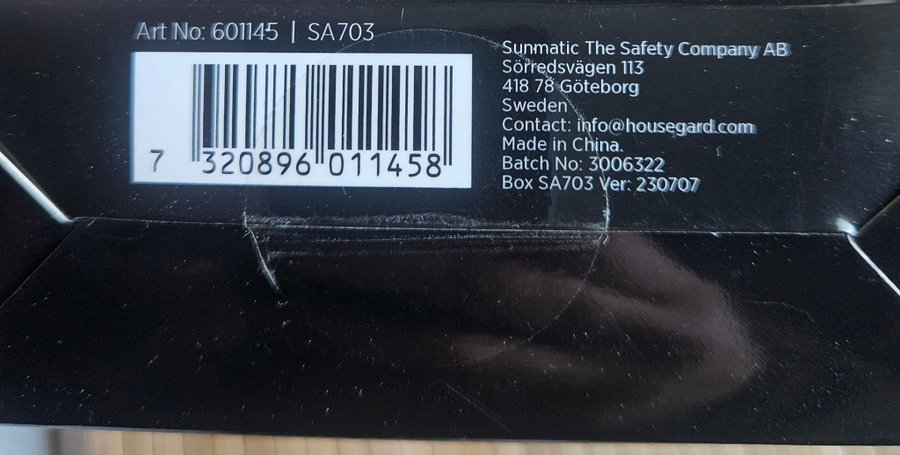 Art No: 601145 | SA703
7 320896 011458
Sunmatic The Safety Company AB
Sörredsvägen 113
418 78 Göteborg
Sweden
Contact: info@housegard.com
Made in China.
Batch No: 3006322
Box SA703 Ver: 230707